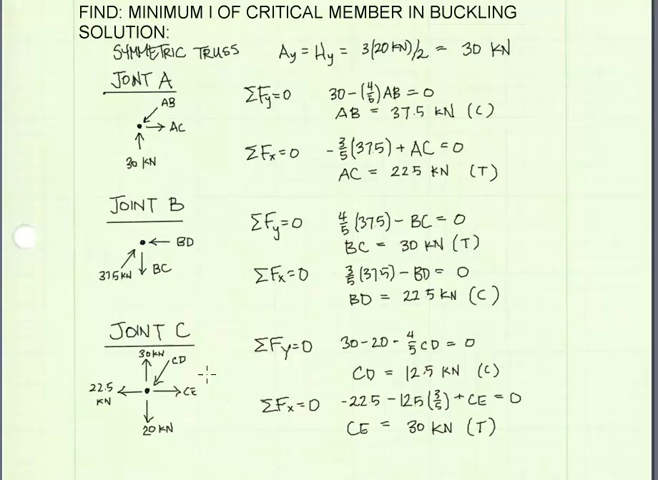 FIND: MINIMUM I OF CRITICAL MEMBER IN BUCKLING
SOLUTION:
SYMMETRIC TRUSS Ay = Hy = 3(20 KN)/2 = 30 KN
JOINT A
AB
AC
30 KN
ΣFy=0 30-(4/5)AB = 0
AB = 37.5 KN (C)
ΣFx=0 -3/5(37.5) + AC = 0
AC = 22.5 KN (T)
JOINT B
BD
37.5 KN
BC
ΣFy=0 4/5(37.5) - BC = 0
BC = 30 KN (T)
ΣFx=0 3/5(37.5) - BD = 0
BD = 22.5 KN (C)
JOINT C
30 KN
CD
22.5 KN
CE
20 KN
ΣFy=0 30-20-4/5 CD = 0
CD = 12.5 KN (C)
ΣFx=0 -22.5 - 12.5(3/5) + CE = 0
CE = 30 KN (T)